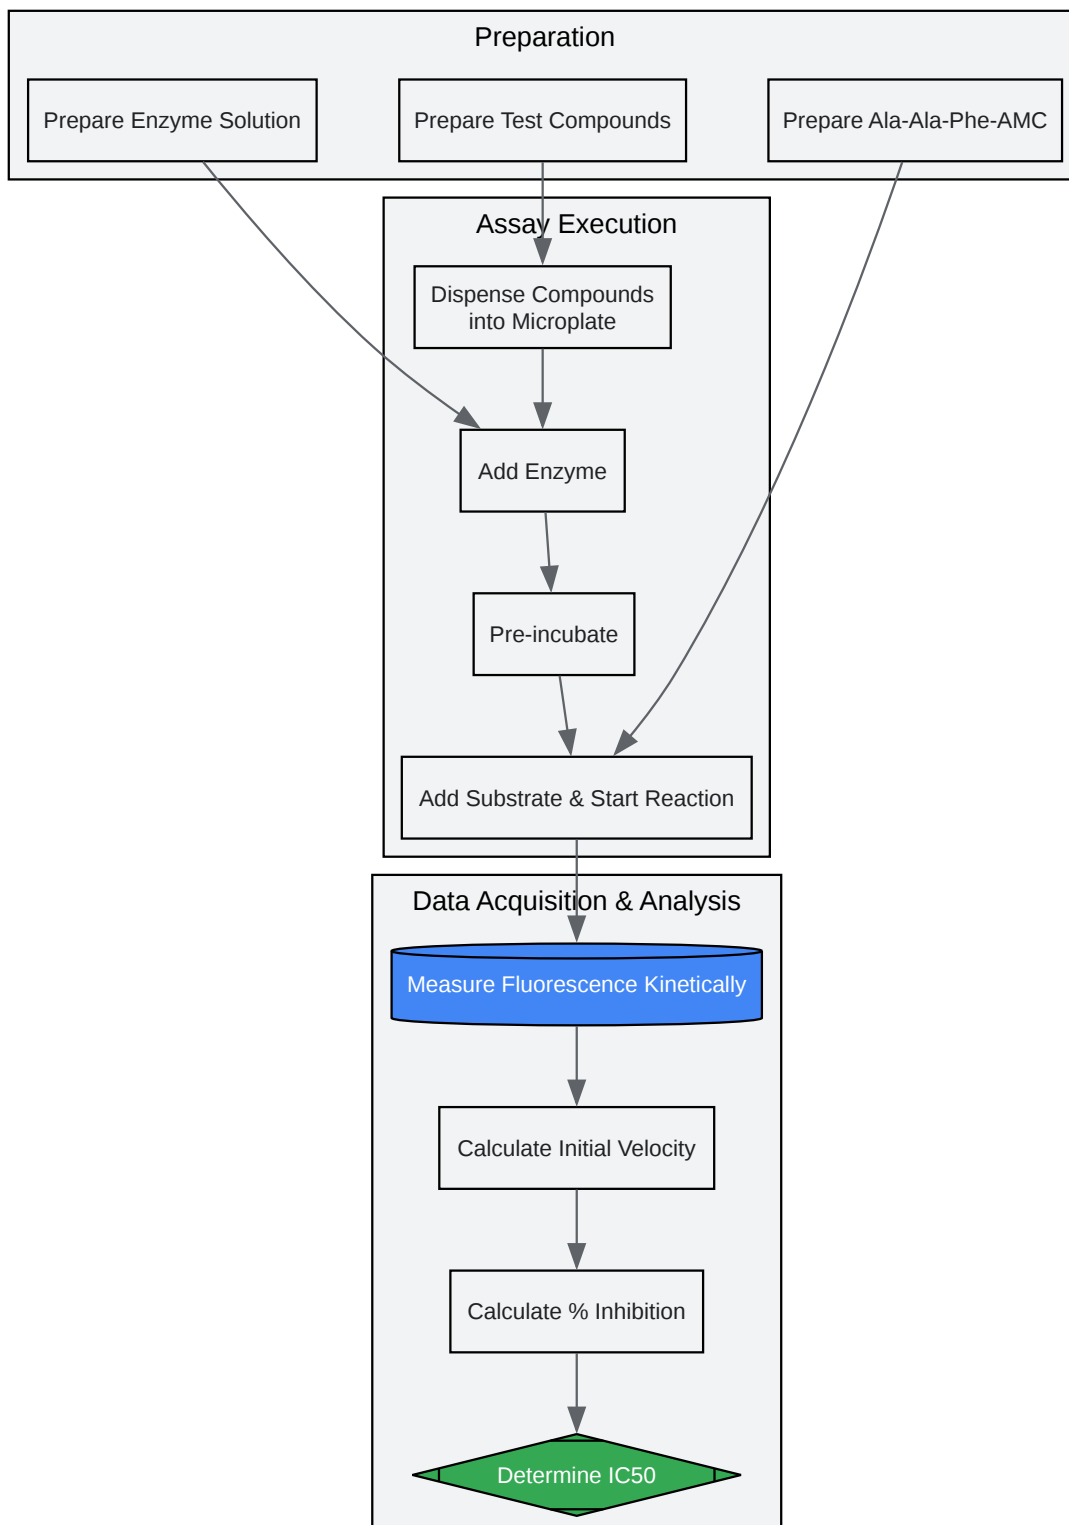 Preparation
Prepare Enzyme Solution
Prepare Test Compounds
Prepare Ala-Ala-Phe-AMC
Assay Execution
Dispense Compounds
into Microplate
Add Enzyme
Pre-incubate
Add Substrate & Start Reaction
Data Acquisition & Analysis
Measure Fluorescence Kinetically
Calculate Initial Velocity
Calculate % Inhibition
Determine IC50